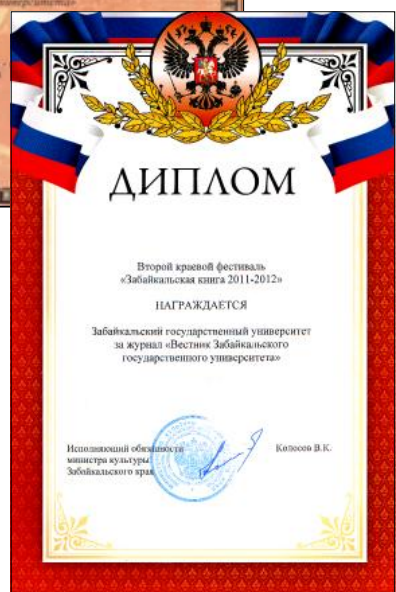 ДИПЛОМ
Второй краевой фестиваль
«Забайкальская книга 2011-2012»
НАГРАЖДАЕТСЯ
Забайкальский государственный университет
за журнал «Вестник Забайкальского
государственного университета»
Исполняющий обязанности
министра культуры
Забайкальского края
Колосов В.К.